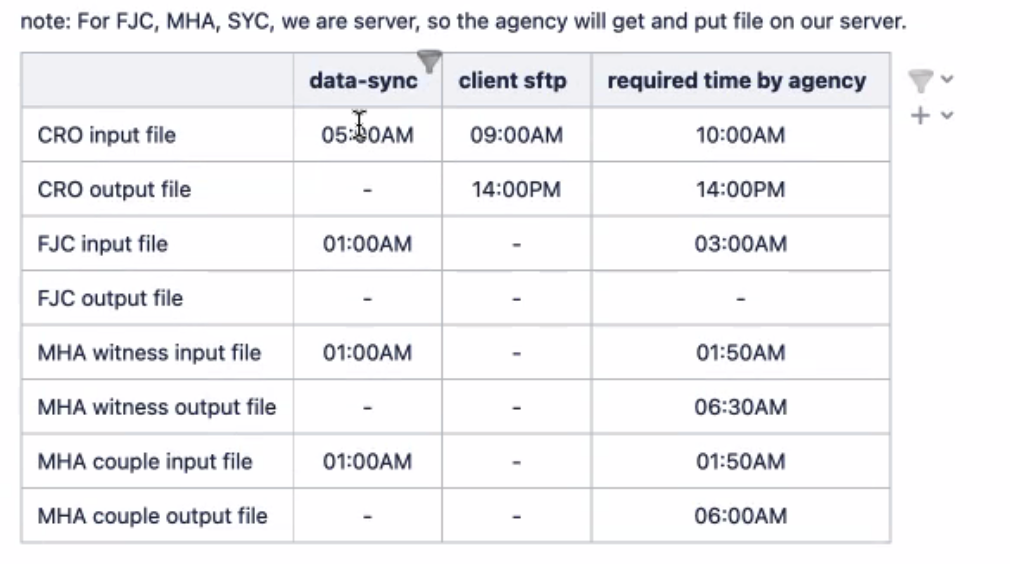 note: For FJC, MHA, SYC, we are server, so the agency will get and put file on our server.
data-sync client sftp required time by agency
CRO input file 05:00AM 09:00AM 10:00AM
CRO output file - 14:00PM 14:00PM
FJC input file 01:00AM - 03:00AM
FJC output file - - -
MHA witness input file 01:00AM - 01:50AM
MHA witness output file - - 06:30AM
MHA couple input file 01:00AM - 01:50AM
MHA couple output file - - 06:00AM